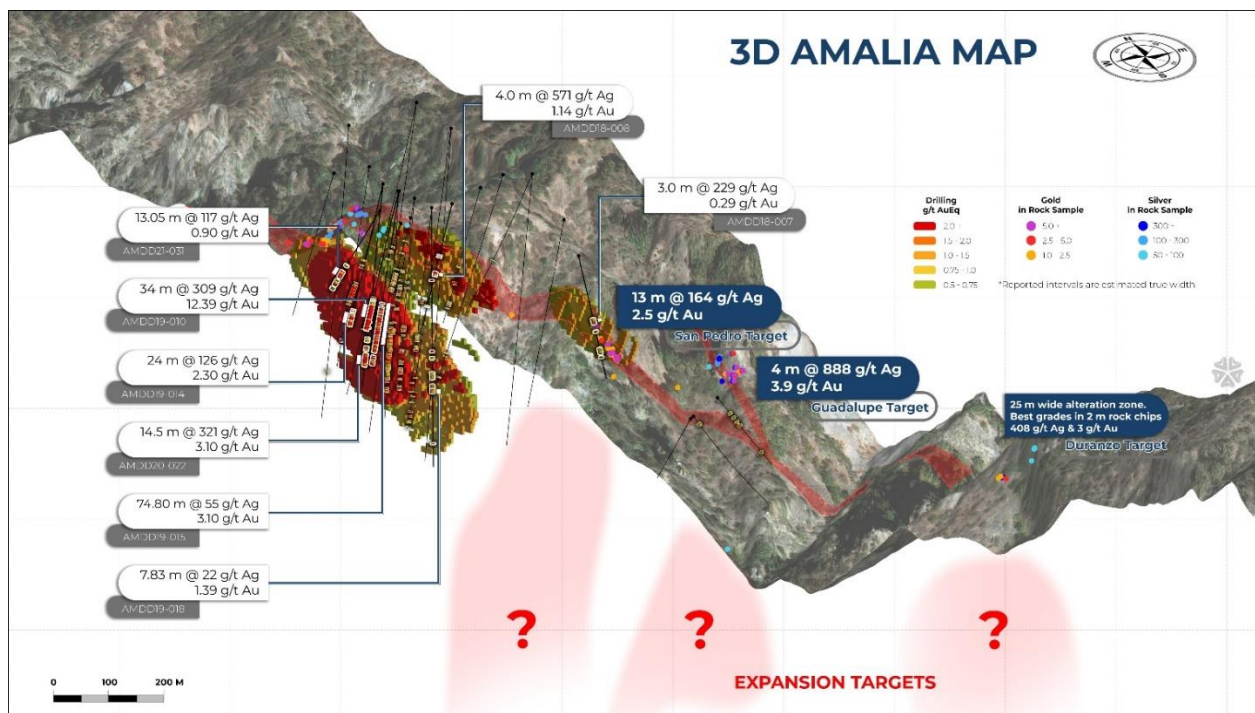 3D AMALIA MAP
N
E
S
W
4.0 m @ 571 g/t Ag
1.14 g/t Au
AMDD18-008
3.0 m @ 229 g/t Ag
0.29 g/t Au
AMDD18-007
13.05 m @ 117 g/t Ag
0.90 g/t Au
AMDD21-031
34 m @ 309 g/t Ag
12.39 g/t Au
AMDD19-010
24 m @ 126 g/t Ag
2.30 g/t Au
AMDD19-014
14.5 m @ 321 g/t Ag
3.10 g/t Au
AMDD20-022
74.80 m @ 55 g/t Ag
3.10 g/t Au
AMDD19-015
7.83 m @ 22 g/t Ag
1.39 g/t Au
AMDD19-018
13 m @ 164 g/t Ag
2.5 g/t Au
San Pedro Target
4 m @ 888 g/t Ag
3.9 g/t Au
Guadalupe Target
25 m wide alteration zone.
Best grades in 2 m rock chips
408 g/t Ag & 3 g/t Au
Duranzo Target
Drilling
g/t AuEq
2.0 +
1.5 - 2.0
1.0 - 1.5
0.75 - 1.0
0.5 - 0.75
Gold
in Rock Sample
5.0 +
2.5 - 5.0
1.0 - 2.5
Silver
in Rock Sample
300 +
100 - 300
50 - 100
*Reported intervals are estimated true width
? ? ?
EXPANSION TARGETS
0 100 200 M